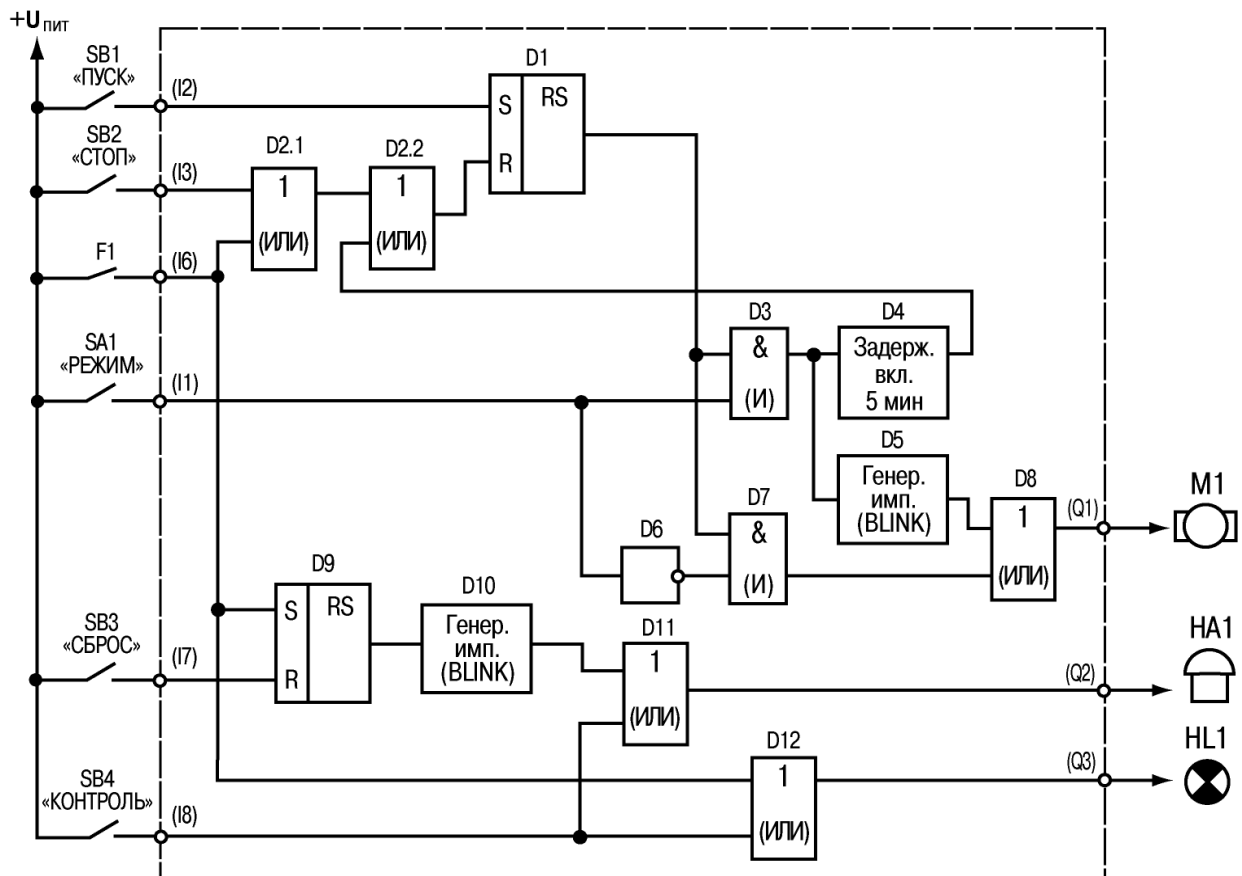 +U пит
SB1
«ПУСК»
(I2)
D1
S
RS
R
SB2
«СТОП»
(I3)
D2.1
1
(ИЛИ)
D2.2
1
(ИЛИ)
F1
(I6)
SA1
«РЕЖИМ»
(I1)
D3
&
(И)
D4
Задерж.
вкл.
5 мин
D5
Генер.
имп.
(BLINK)
D6
D7
&
(И)
D8
1
(ИЛИ)
(Q1)
M1
SB3
«СБРОС»
(I7)
D9
S
RS
R
D10
Генер.
имп.
(BLINK)
D11
1
(ИЛИ)
(Q2)
HA1
SB4
«КОНТРОЛЬ»
(I8)
D12
1
(ИЛИ)
(Q3)
HL1